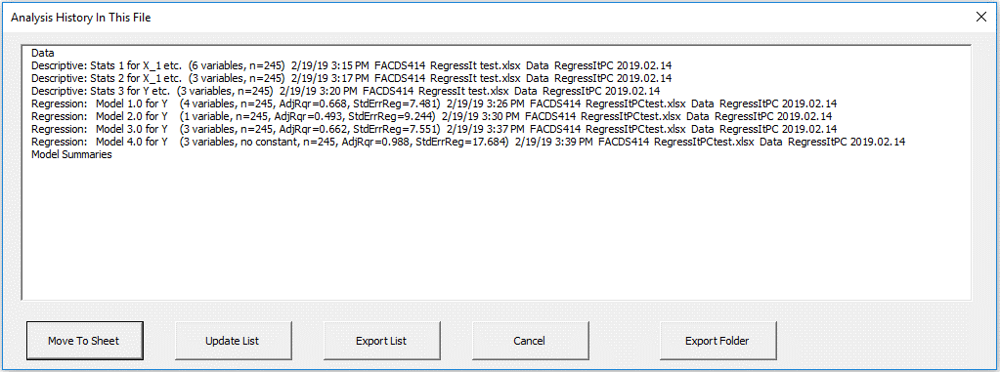 Analysis History In This File
Data
Descriptive: Stats 1 for X_1 etc. (6 variables, n=245) 2/19/19 3:15 PM FACDS414 RegressIt test.xlsx Data RegressItPC 2019.02.14
Descriptive: Stats 2 for X_1 etc. (3 variables, n=245) 2/19/19 3:17 PM FACDS414 RegressIt test.xlsx Data RegressItPC 2019.02.14
Descriptive: Stats 3 for Y etc. (3 variables, n=245) 2/19/19 3:20 PM FACDS414 RegressIt test.xlsx Data RegressItPC 2019.02.14
Regression: Model 1.0 for Y (4 variables, n=245, AdjRqr=0.668, StdErrReg=7.481) 2/19/19 3:26 PM FACDS414 RegressItPCtest.xlsx Data RegressItPC 2019.02.14
Regression: Model 2.0 for Y (1 variable, n=245, AdjRqr=0.493, StdErrReg=9.244) 2/19/19 3:30 PM FACDS414 RegressItPCtest.xlsx Data RegressItPC 2019.02.14
Regression: Model 3.0 for Y (3 variables, n=245, AdjRqr=0.662, StdErrReg=7.551) 2/19/19 3:37 PM FACDS414 RegressItPCtest.xlsx Data RegressItPC 2019.02.14
Regression: Model 4.0 for Y (3 variables, no constant, n=245, AdjRqr=0.988, StdErrReg=17.684) 2/19/19 3:39 PM FACDS414 RegressItPCtest.xlsx Data RegressItPC 2019.02.14
Model Summaries
Move To Sheet
Update List
Export List
Cancel
Export Folder